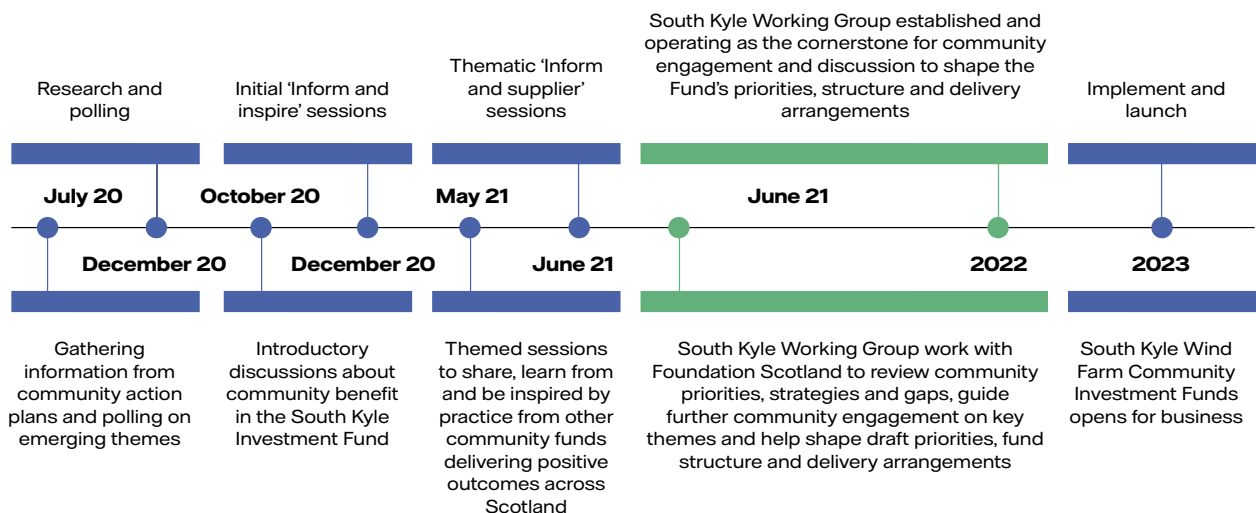 Research and
polling
Initial ‘Inform and
inspire’ sessions
Thematic ‘Inform
and supplier’
sessions
South Kyle Working Group established and
operating as the cornerstone for community
engagement and discussion to shape the
Fund’s priorities, structure and delivery
arrangements
Implement and
launch
July 20
October 20
May 21
June 21
December 20
December 20
June 21
2022
2023
Gathering
information from
community action
plans and polling on
emerging themes
Introductory
discussions about
community benefit
in the South Kyle
Investment Fund
Themed sessions
to share, learn from
and be inspired by
practice from other
community funds
delivering positive
outcomes across
Scotland
South Kyle Working Group work with
Foundation Scotland to review community
priorities, strategies and gaps, guide
further community engagement on key
themes and help shape draft priorities, fund
structure and delivery arrangements
South Kyle Wind
Farm Community
Investment Funds
opens for business